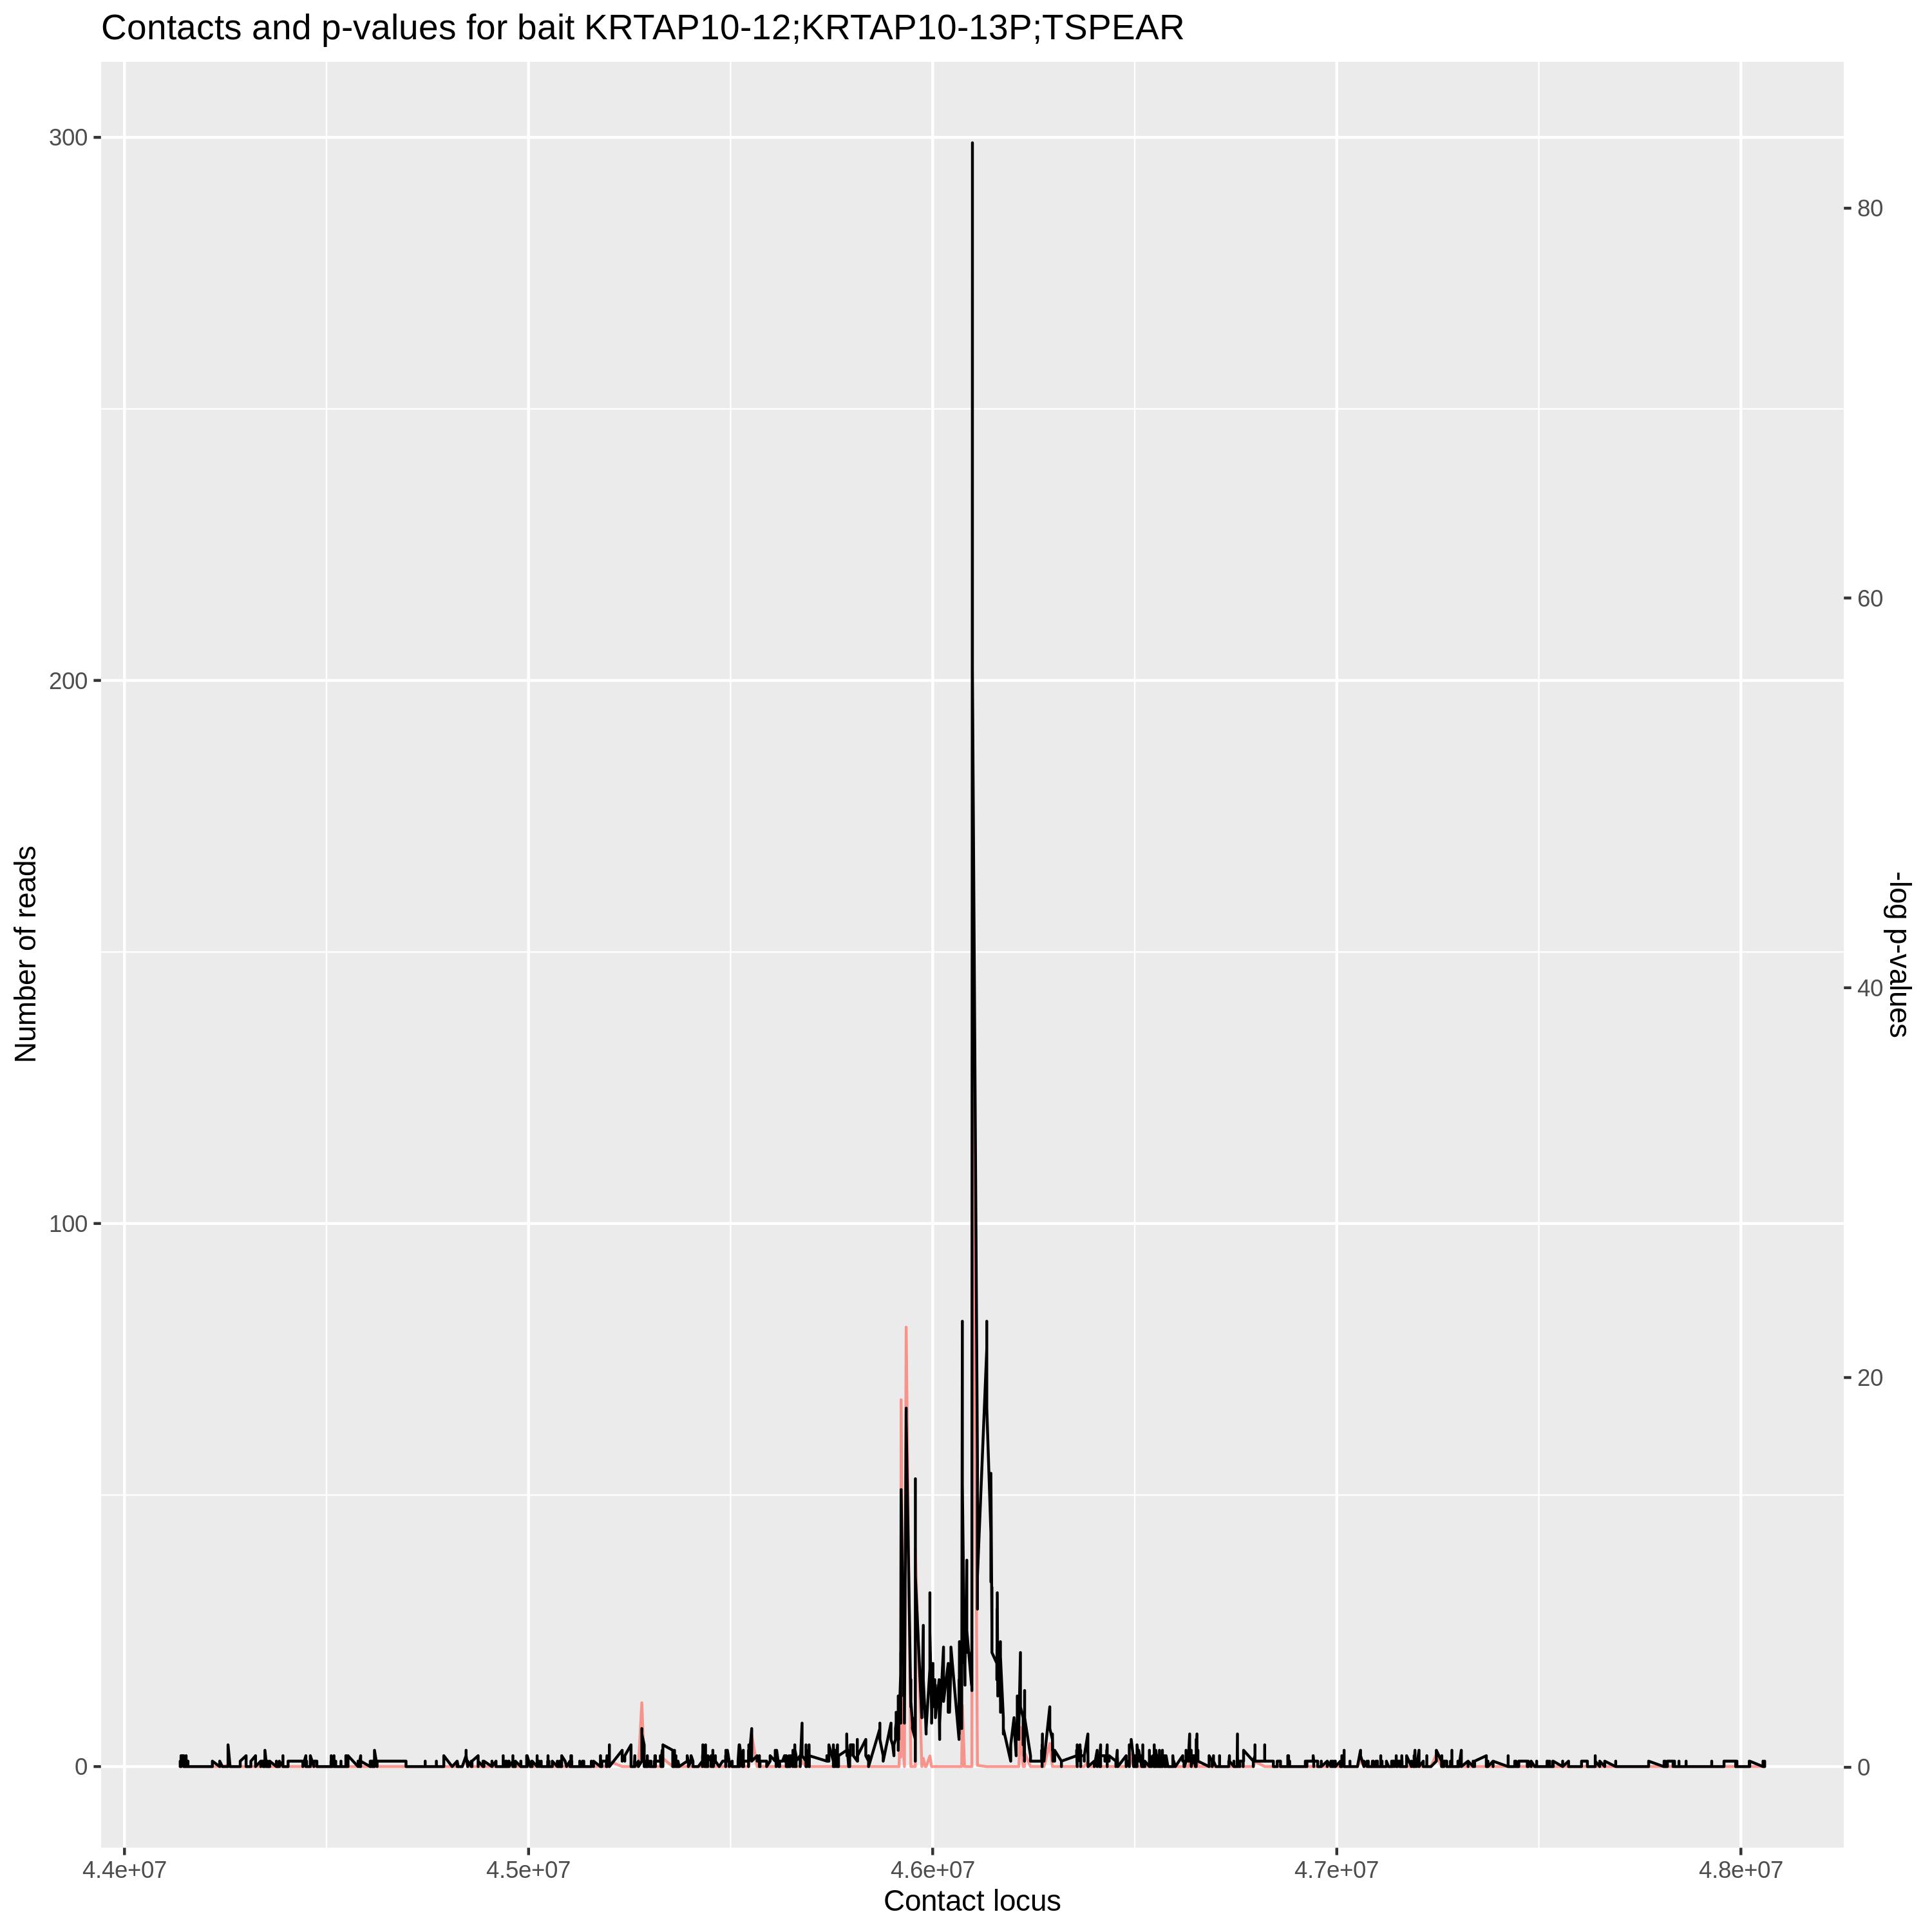 Contacts and p-values for bait KRTAP10-12;KRTAP10-13P;TSPEAR
300
200
100
0
Number of reads
80
60
40
20
0
-log p-values
4.4e+07
4.5e+07
4.6e+07
4.7e+07
4.8e+07
Contact locus